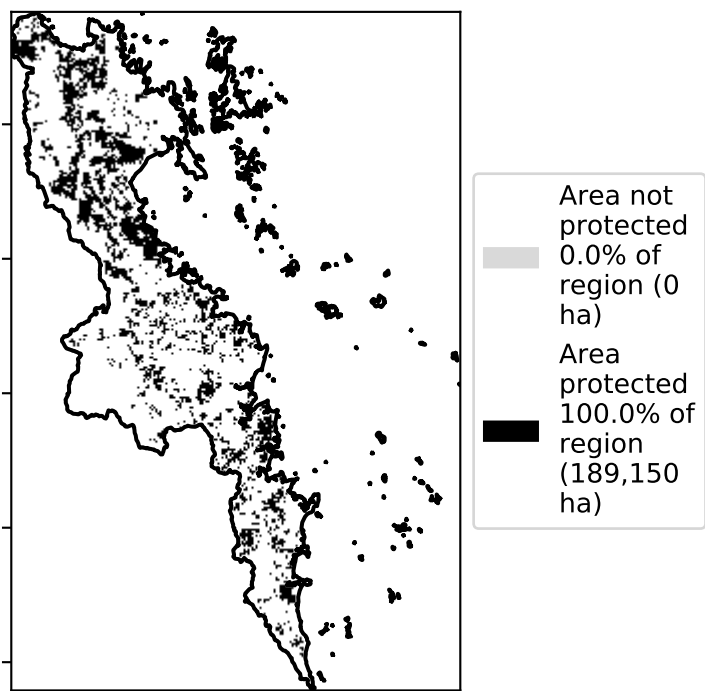 Area not
protected
0.0% of
region (0
ha)
Area
protected
100.0% of
region
(189,150
ha)